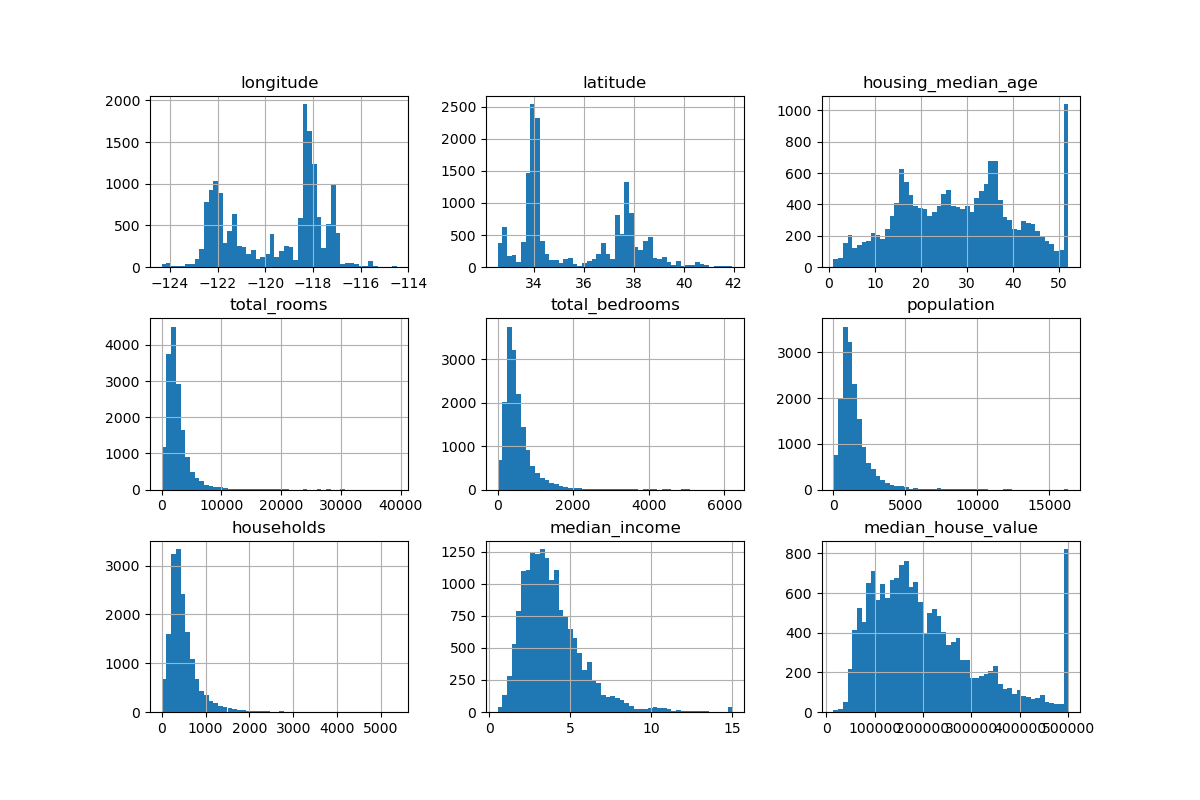 longitude
latitude
housing_median_age
2000
1500
1000
500
0
−124 −122 −120 −118 −116 −114
2500
2000
1500
1000
500
0
34 36 38 40 42
1000
800
600
400
200
0
0 10 20 30 40 50
total_rooms
total_bedrooms
population
4000
3000
2000
1000
0
0 10000 20000 30000 40000
3000
2000
1000
0
0 2000 4000 6000
3000
2000
1000
0
0 5000 10000 15000
households
median_income
median_house_value
3000
2000
1000
0
0 1000 2000 3000 4000 5000
1250
1000
750
500
250
0
0 5 10 15
800
600
400
200
0
0 100000 200000 300000 400000 500000